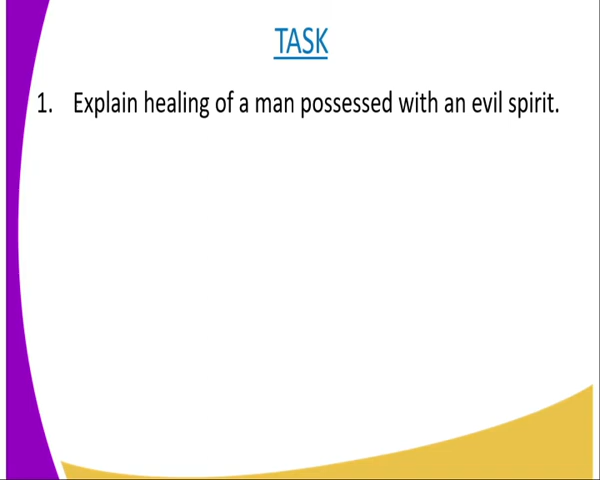 TASK
1. Explain healing of a man possessed with an evil spirit.